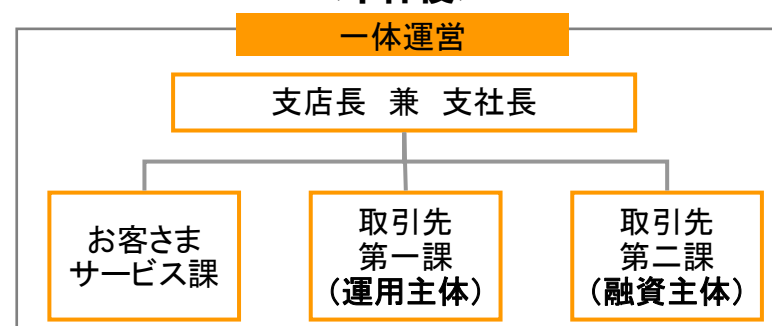 一体運営
支店長 兼 支社長
お客さま
サービス課
取引先
第一課
(運用主体)
取引先
第二課
(融資主体)